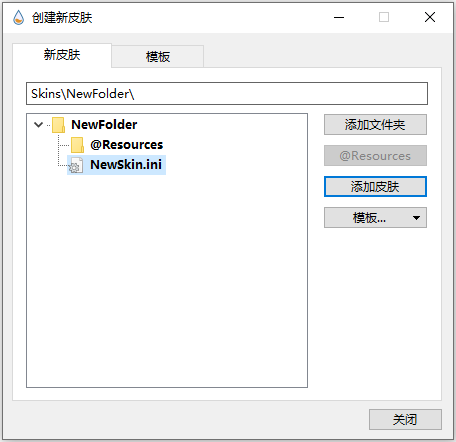 创建新皮肤
新皮肤
模板
Skins\NewFolder\
NewFolder
@Resources
NewSkin.ini
添加文件夹
@Resources
添加皮肤
模板...
关闭